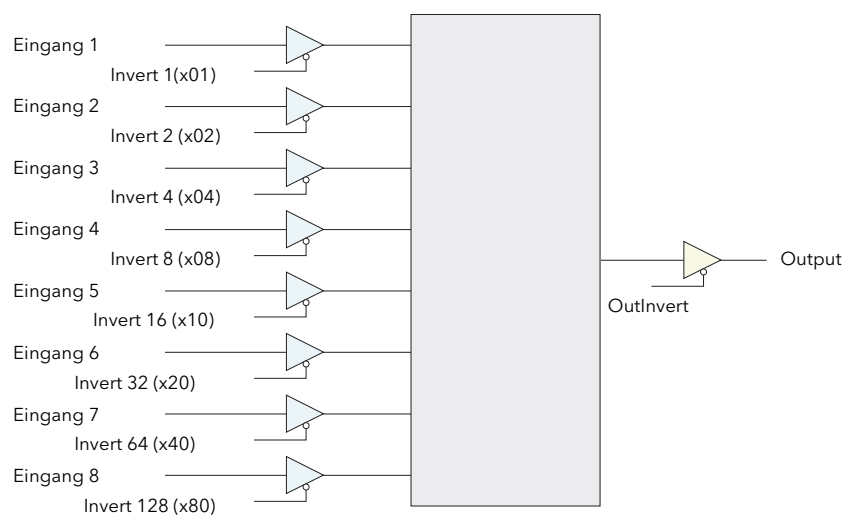 Eingang 1
Invert 1(x01)
Eingang 2
Invert 2 (x02)
Eingang 3
Invert 4 (x04)
Eingang 4
Invert 8 (x08)
Eingang 5
Invert 16 (x10)
Eingang 6
Invert 32 (x20)
Eingang 7
Invert 64 (x40)
Eingang 8
Invert 128 (x80)
Output
OutInvert